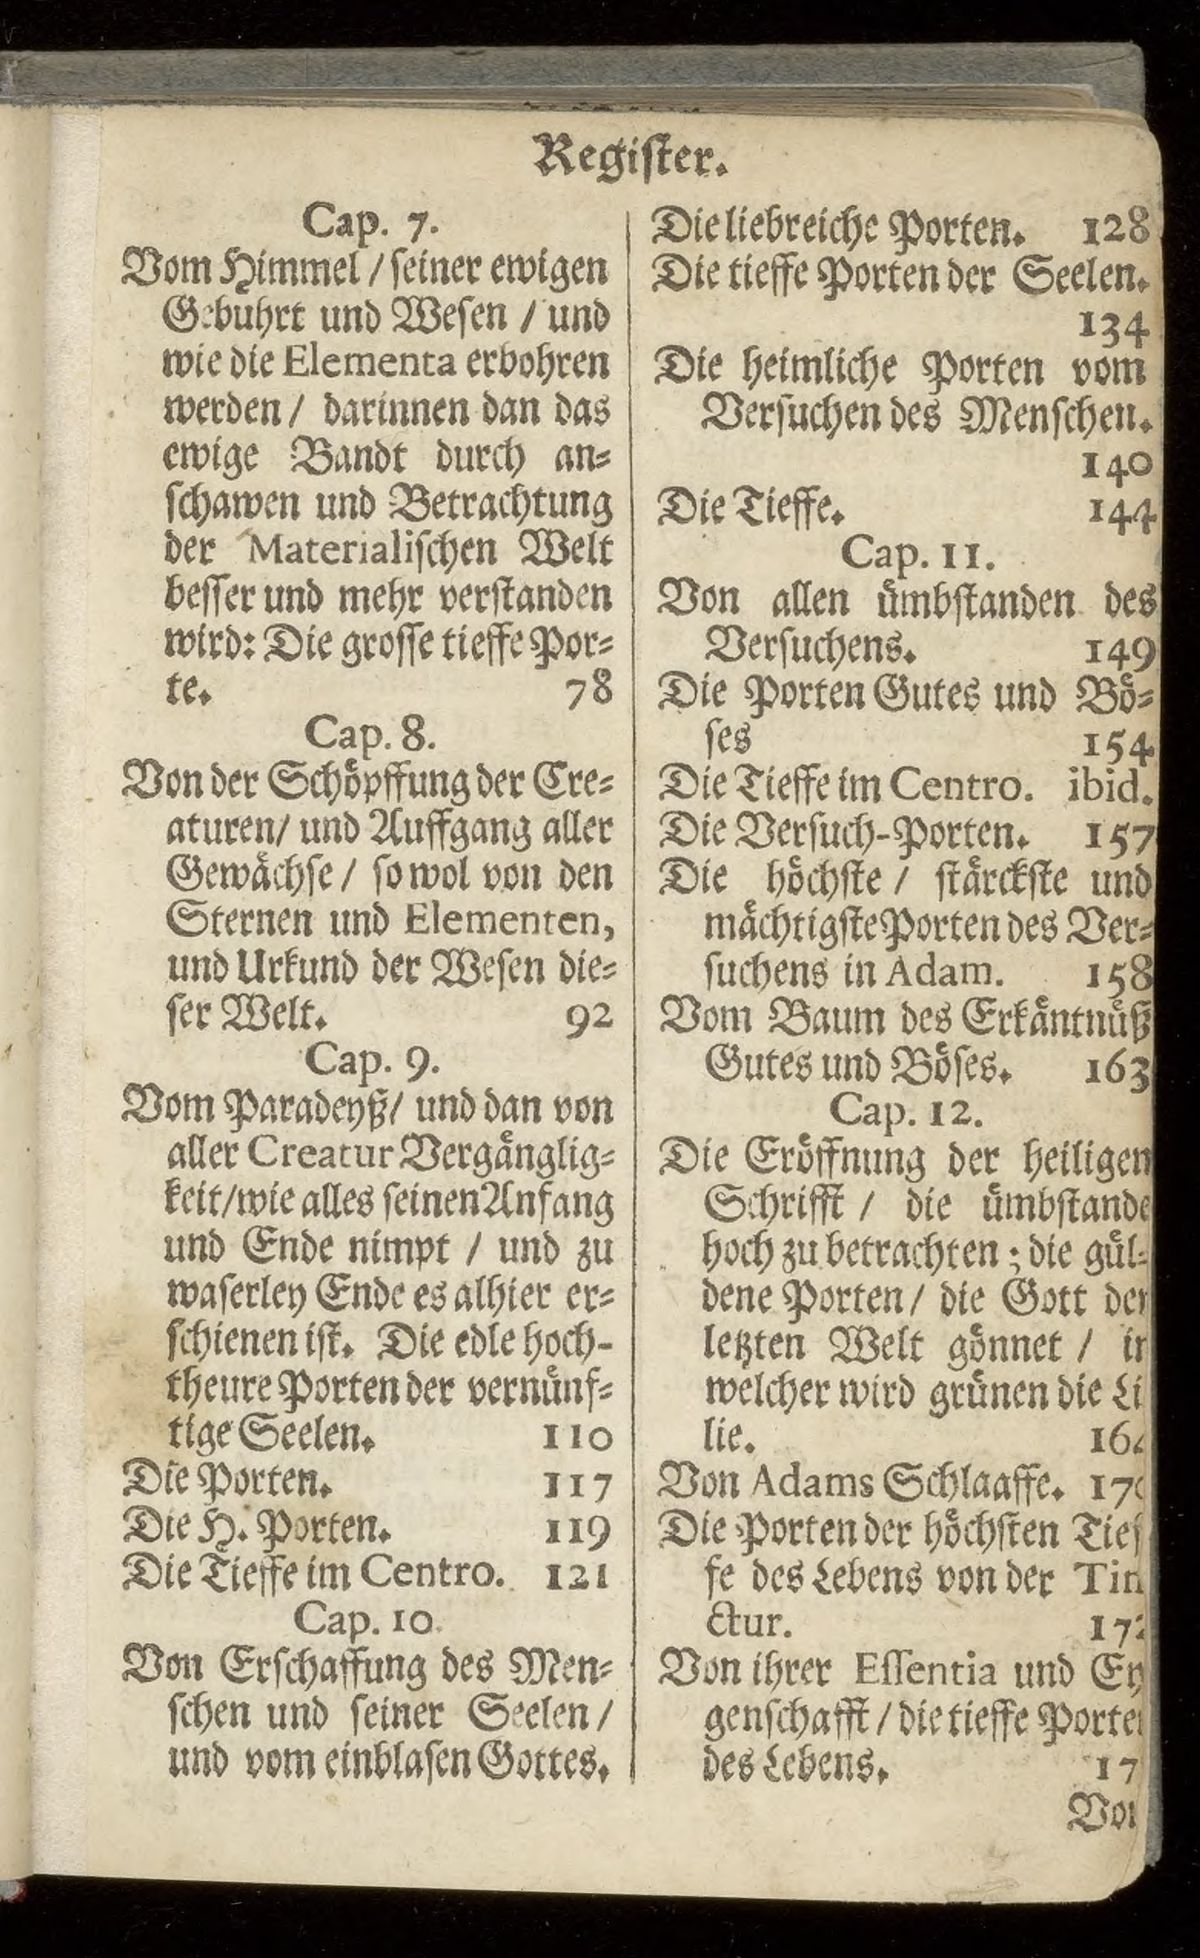 Register.
Cap. 7.
Vom Himmel / seiner ewigen
Gebuhrt und Wesen / und
wie die Elementa erbohren
werden / darinnen dan das
ewige Bandt durch an-
schawen und Betrachtung
der Materialischen Welt
besser und mehr verstanden
wird: Die grosse tieffe Por-
te. 78
Cap. 8.
Von der Schöpffung der Cre-
aturen / und Auffgang aller
Gewächse / so wol von den
Sternen und Elementen,
und Urkund der Wesen die-
ser Welt. 92
Cap. 9.
Vom Paradeyß / und dan von
aller Creatur Vergänglig-
keit / wie alles seinen Anfang
und Ende nimpt / und zu
waserley Ende es alhier er-
schienen ist. Die edle hoch-
theure Porten der vernünf-
tige Seelen. 110
Die Porten. 117
Die H. Porten. 119
Die Tieffe im Centro. 121
Cap. 10.
Von Erschaffung des Men-
schen und seiner Seelen /
und vom einblasen Gottes.
Die liebreiche Porten. 128
Die tieffe Porten der Seelen.
134
Die heimliche Porten vom
Versuchen des Menschen.
140
Die Tieffe. 144
Cap. 11.
Von allen ümbstanden des
Versuchens. 149
Die Porten Gutes und Bö-
ses 154
Die Tieffe im Centro. ibid.
Die Versuch-Porten. 157
Die höchste / stärckste und
mächtigste Porten des Ver-
suchens in Adam. 158
Vom Baum des Erkäntnüß
Gutes und Böses. 163
Cap. 12.
Die Eröffnung der heiligen
Schrifft / die ümbstande
hoch zu betrachten; die gül-
dene Porten / die Gott der
letzten Welt gönnet / in
welcher wird grünen die Li
lie. 16
Von Adams Schlaaffe. 17
Die Porten der höchsten Tief
fe des Lebens von der Tin
ctur. 17
Von ihrer Essentia und Ey
genschafft / die tieffe Porte
des Lebens. 17
Von